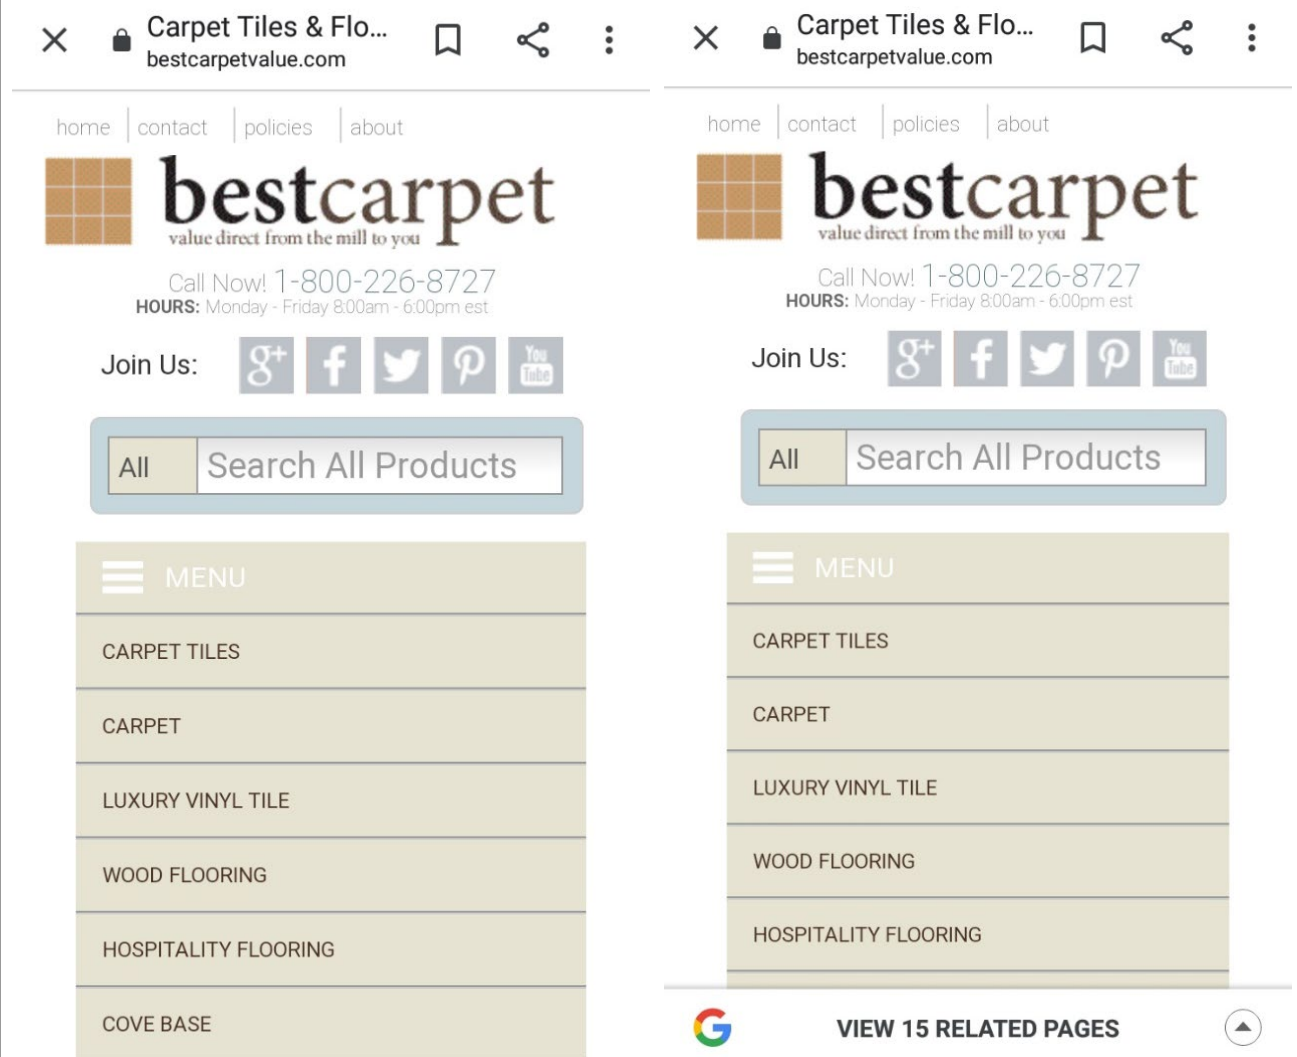 Carpet Tiles & Flo...
bestcarpetvalue.com
home contact policies about
bestcarpet
value direct from the mill to you
Call Now! 1-800-226-8727
HOURS: Monday - Friday 8:00am - 6:00pm est
Join Us: g+ f You Tube
All Search All Products
MENU
CARPET TILES
CARPET
LUXURY VINYL TILE
WOOD FLOORING
HOSPITALITY FLOORING
COVE BASE
Carpet Tiles & Flo...
bestcarpetvalue.com
home contact policies about
bestcarpet
value direct from the mill to you
Call Now! 1-800-226-8727
HOURS: Monday - Friday 8:00am - 6:00pm est
Join Us: g+ f You Tube
All Search All Products
MENU
CARPET TILES
CARPET
LUXURY VINYL TILE
WOOD FLOORING
HOSPITALITY FLOORING
G VIEW 15 RELATED PAGES